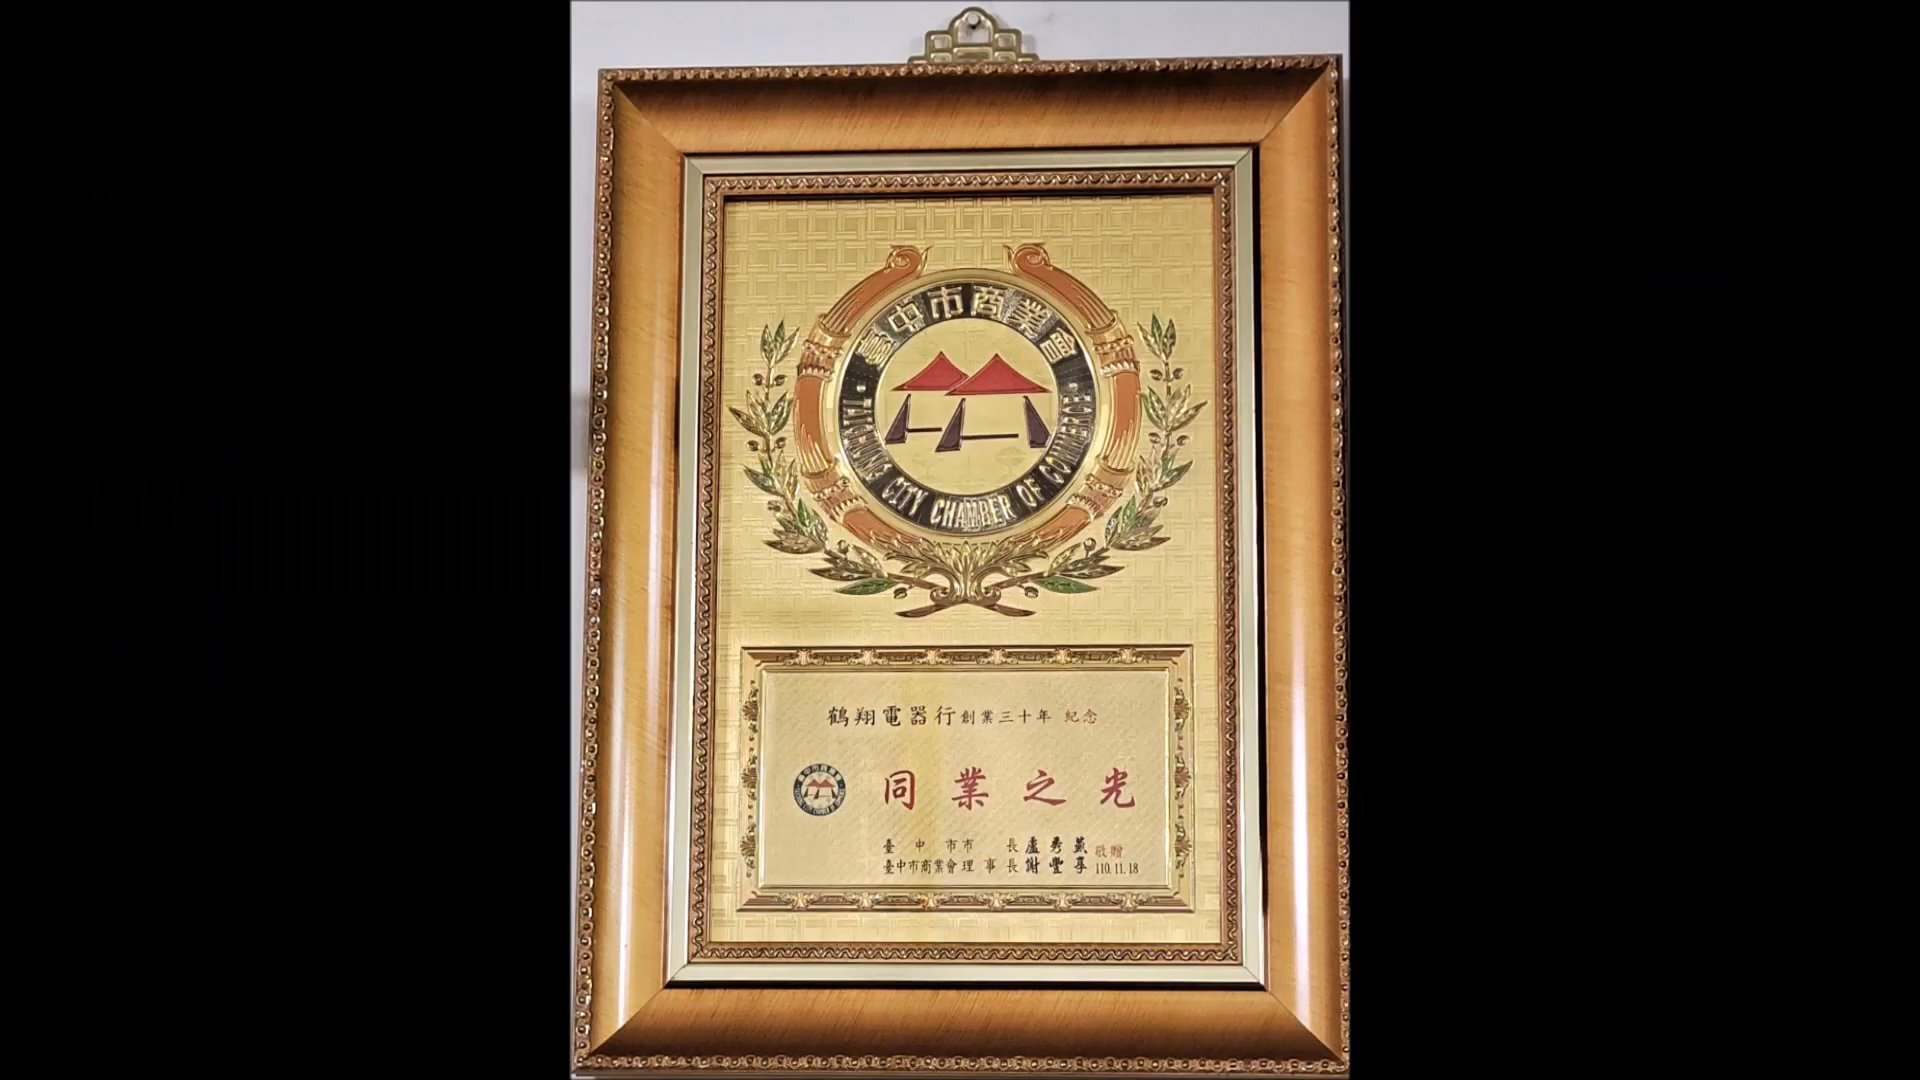 臺中市商業會
TAICHUNG CITY CHAMBER OF COMMERCE
鶴翔電器行創業三十年 紀念
同業之光
臺中市市長盧秀燕 敬贈
臺中市商業會理事長謝豐享 110.11.18